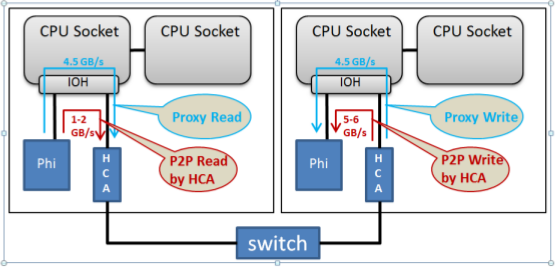 CPU Socket
CPU Socket
4.5 GB/s
IOH
1-2
GB/s
Proxy Read
Phi
H
C
A
P2P Read
by HCA
CPU Socket
CPU Socket
4.5 GB/s
IOH
5-6
GB/s
Proxy Write
Phi
H
C
A
P2P Write
by HCA
switch